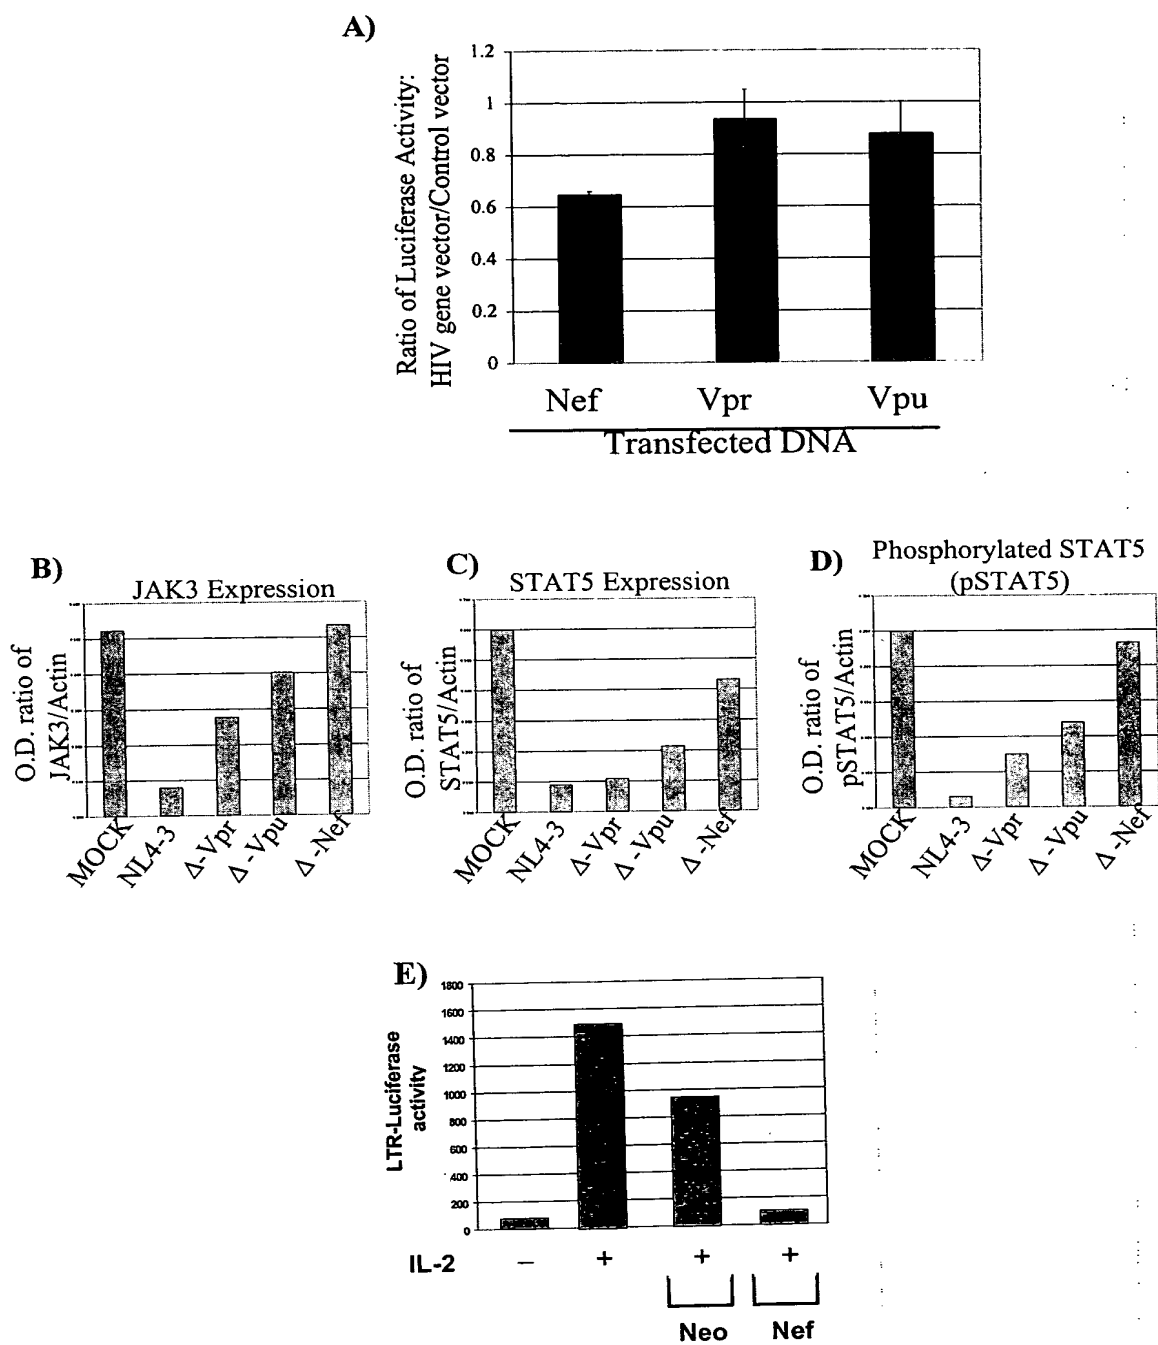 A)
Ratio of Luciferase Activity:
HIV gene vector/Control vector
1.2
1
0.8
0.6
0.4
0.2
0
Nef
Vpr
Vpu
Transfected DNA
B)
JAK3 Expression
O.D. ratio of
JAK3/Actin
MOCK
NL4-3
Δ-Vpr
Δ-Vpu
Δ-Nef
C)
STAT5 Expression
O.D. ratio of
STAT5/Actin
MOCK
NL4-3
Δ-Vpr
Δ-Vpu
Δ-Nef
D)
Phosphorylated STAT5
(pSTAT5)
O.D. ratio of
pSTAT5/Actin
MOCK
NL4-3
Δ-Vpr
Δ-Vpu
Δ-Nef
E)
LTR-Luciferase
activity
1800
1600
1400
1200
1000
800
600
400
200
0
IL-2 – + + +
Neo Nef